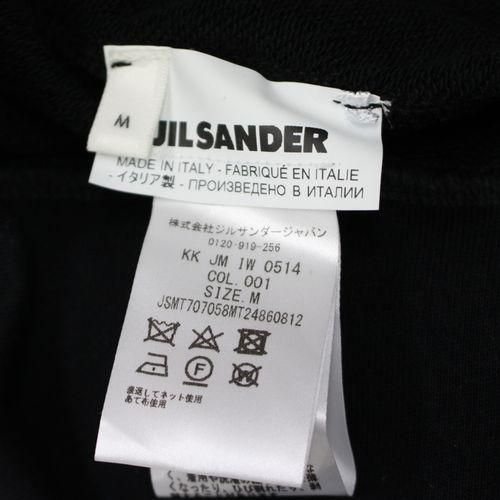 M
JIL SANDER
MADE IN ITALY - FABRIQUÉ EN ITALIE
- イタリア製 - ПРОИЗВЕДЕНО В ИТАЛИИ
株式会社ジルサンダージャパン
0120-919-256
KK JM IW 0514
COL. 001
SIZE. M
JSMT707058MT24860812
裏返してネット使用
あて布使用